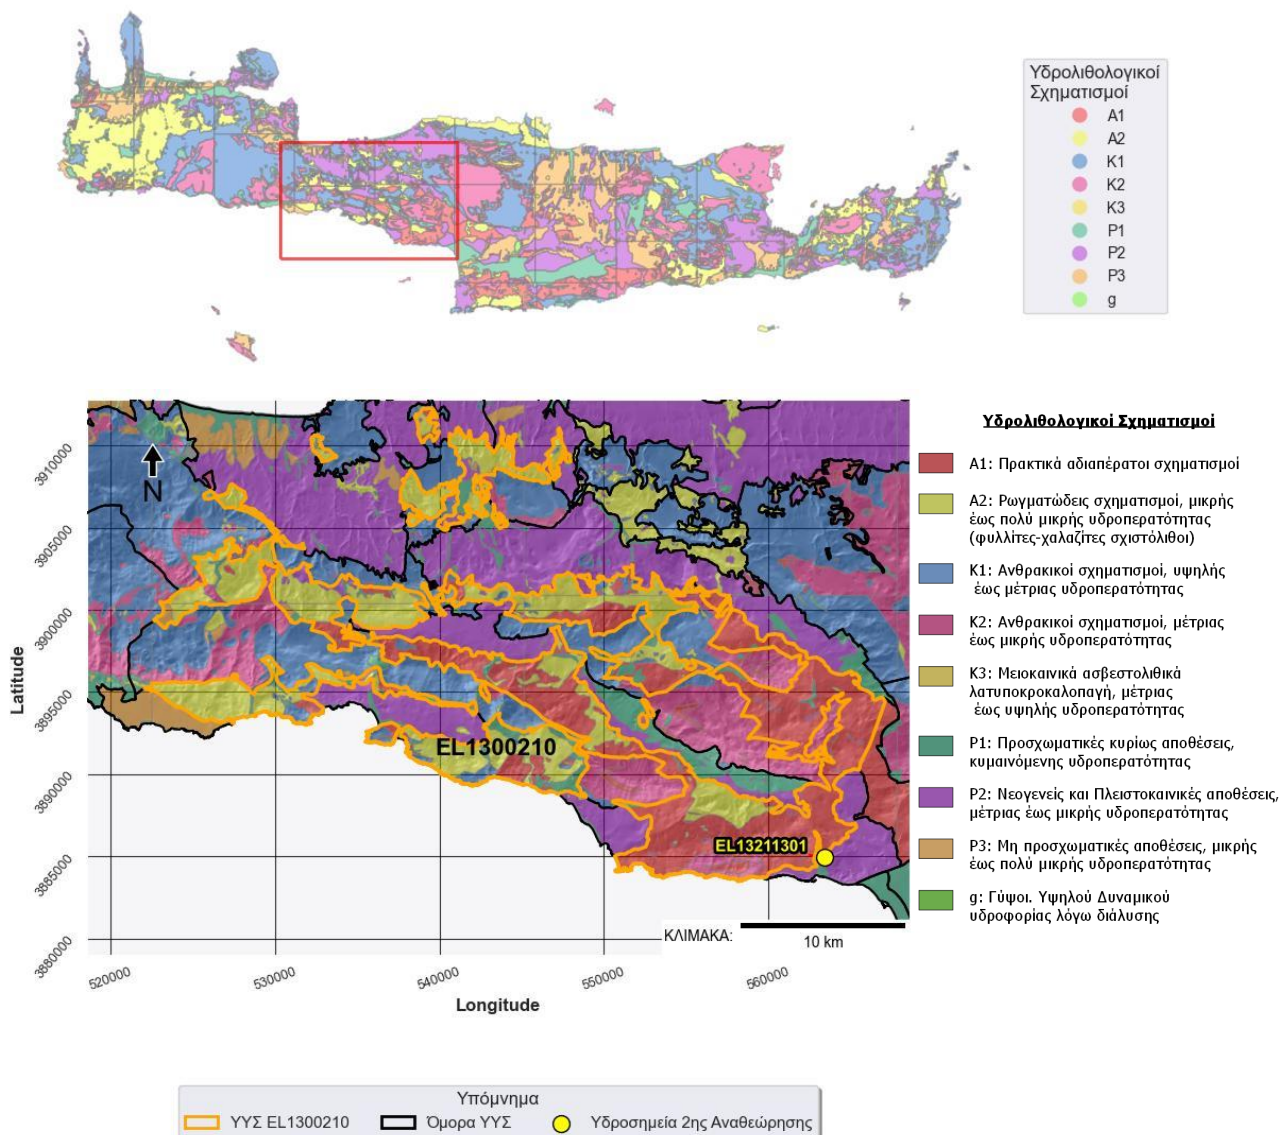 Υδρολιθολογικοί
Σχηματισμοί
A1
A2
K1
K2
K3
P1
P2
P3
g
Υδρολιθολογικοί Σχηματισμοί
A1: Πρακτικά αδιαπέρατοι σχηματισμοί
A2: Ρωγματώδεις σχηματισμοί, μικρής
έως πολύ μικρής υδροπερατότητας
(φυλλίτες-χαλαζίτες σχιστόλιθοι)
K1: Ανθρακικοί σχηματισμοί, υψηλής
έως μέτριας υδροπερατότητας
K2: Ανθρακικοί σχηματισμοί, μέτριας
έως μικρής υδροπερατότητας
K3: Μειοκαινικά ασβεστολιθικά
λατυποκροκαλοπαγή, μέτριας
έως υψηλής υδροπερατότητας
P1: Προσχωματικές κυρίως αποθέσεις,
κυμαινόμενης υδροπερατότητας
P2: Νεογενείς και Πλειστοκαινικές αποθέσεις,
μέτριας έως μικρής υδροπερατότητας
P3: Μη προσχωματικές αποθέσεις, μικρής
έως πολύ μικρής υδροπερατότητας
g: Γύψοι. Υψηλού Δυναμικού
υδροφορίας λόγω διάλυσης
N
3910000
3905000
3900000
3895000
3890000
3885000
3880000
Latitude
EL1300210
EL13211301
ΚΛΙΜΑΚΑ:
10 km
520000
530000
540000
550000
560000
Longitude
Υπόμνημα
ΥΥΣ EL1300210
Όμορα ΥΥΣ
Υδροσημεία 2ης Αναθεώρησης